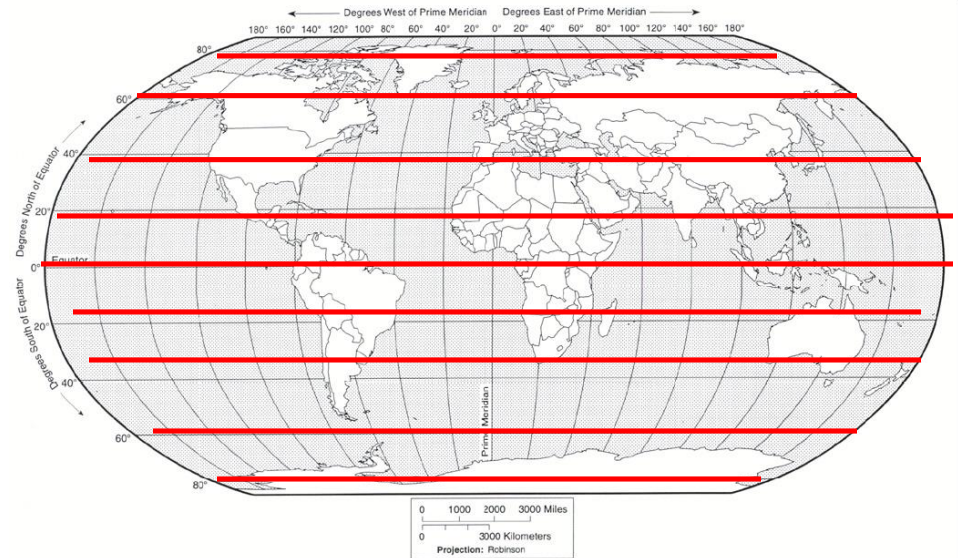 Degrees West of Prime Meridian Degrees East of Prime Meridian
180° 160° 140° 120° 100° 80° 60° 40° 20° 0° 20° 40° 60° 80° 100° 120° 140° 160° 180°
80°
60°
40°
20°
Equator
0°
20°
40°
60°
80°
Degrees North of Equator
Degrees South of Equator
Prime Meridian
0 1000 2000 3000 Miles
0 3000 Kilometers
Projection: Robinson